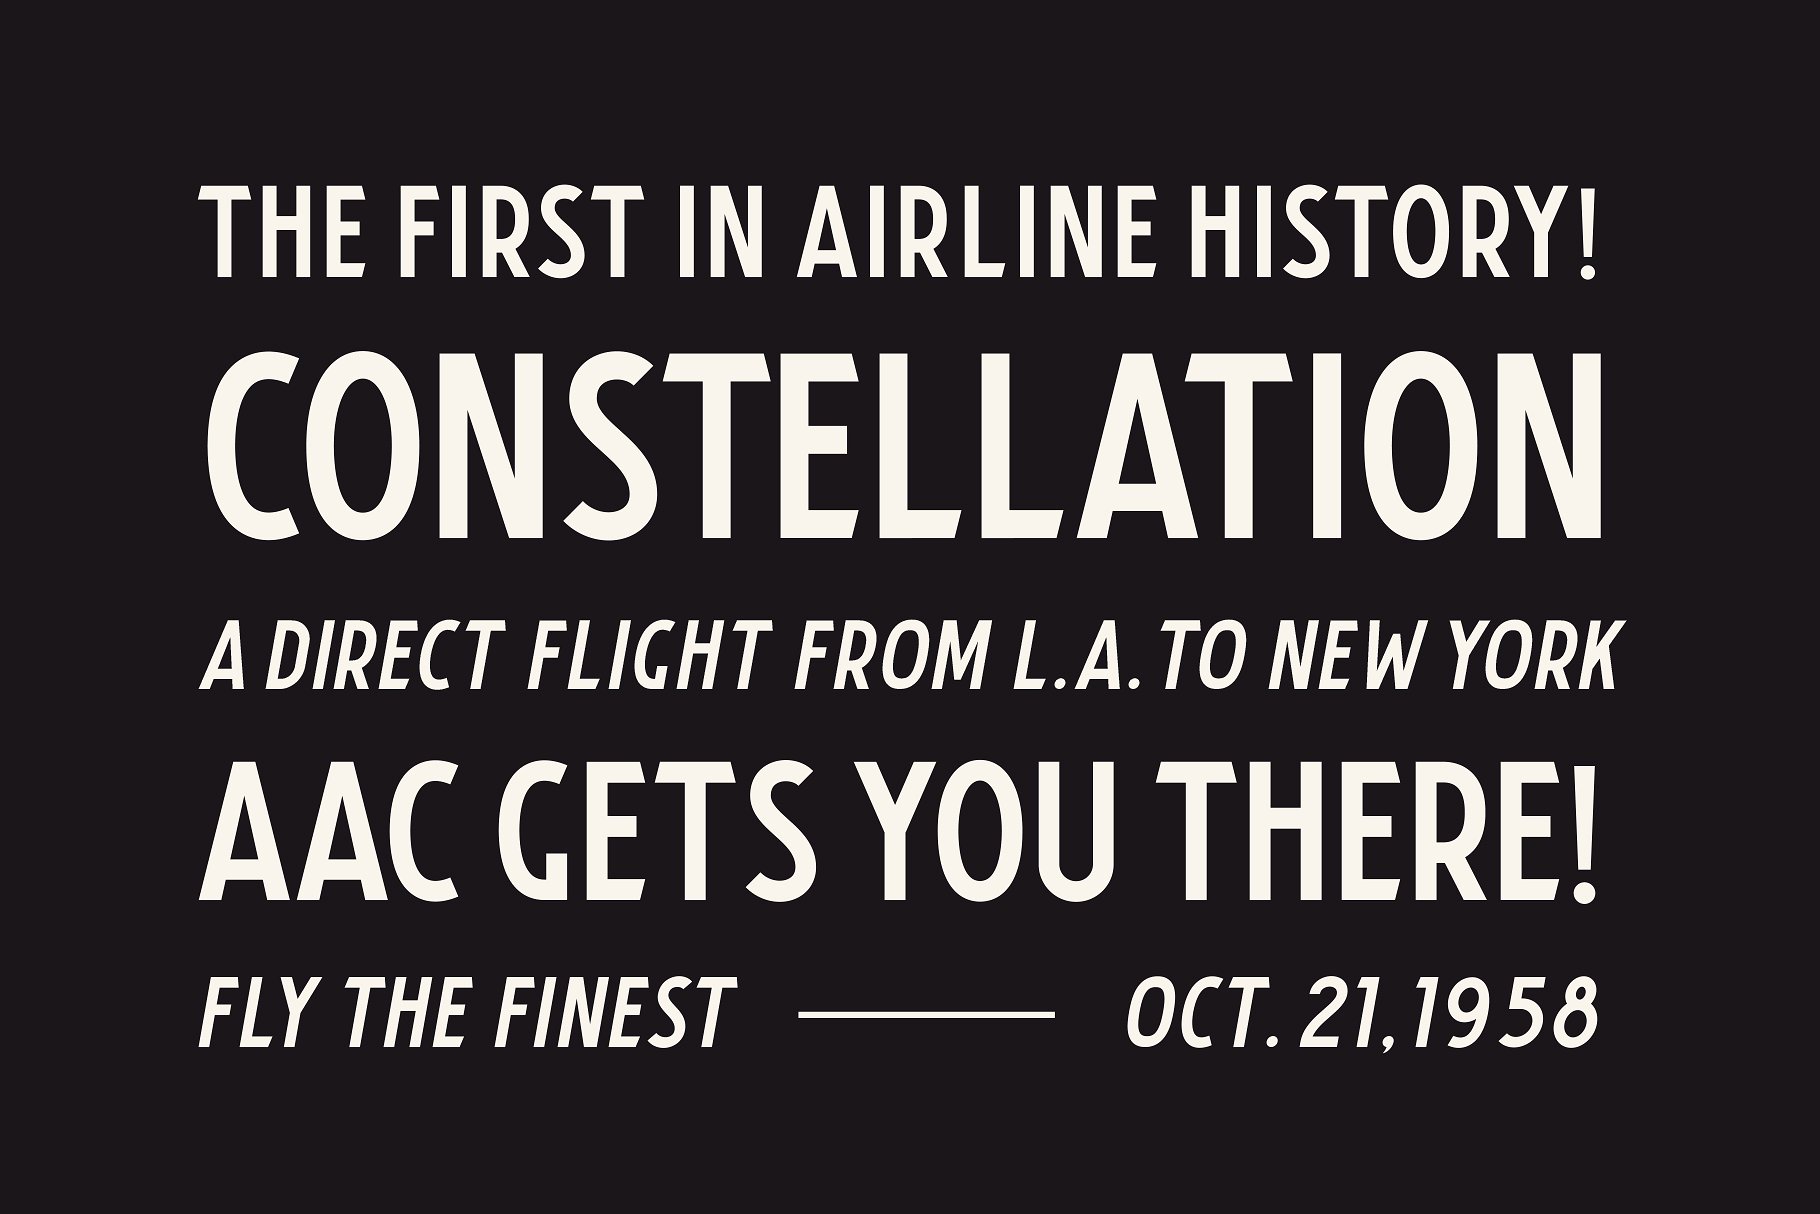 THE FIRST IN AIRLINE HISTORY!
CONSTELLATION
A DIRECT FLIGHT FROM L.A. TO NEW YORK
AAC GETS YOU THERE!
FLY THE FINEST — OCT. 21, 1958